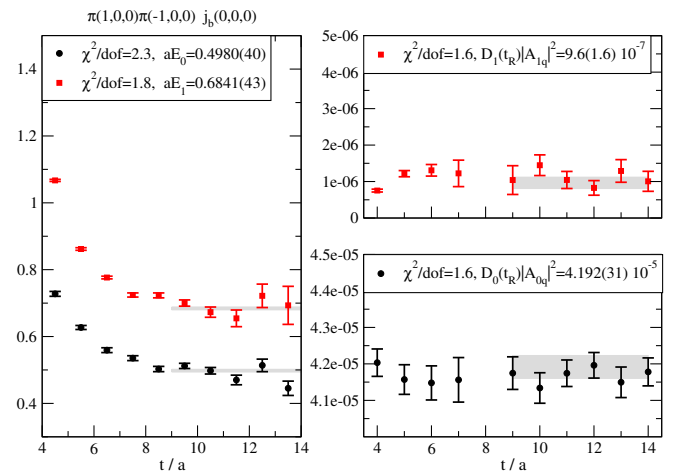 π(1,0,0)π(-1,0,0) j_b(0,0,0)
χ²/dof=2.3, aE₀=0.4980(40)
χ²/dof=1.8, aE₁=0.6841(43)
1.4
1.2
1
0.8
0.6
0.4
4 6 8 10 12 14
t / a
χ²/dof=1.6, D₁(t_R)|A₁q|²=9.6(1.6) 10⁻⁷
5e-06
4e-06
3e-06
2e-06
1e-06
0
χ²/dof=1.6, D₀(t_R)|A₀q|²=4.192(31) 10⁻⁵
4.5e-05
4.4e-05
4.3e-05
4.2e-05
4.1e-05
4 6 8 10 12 14
t / a